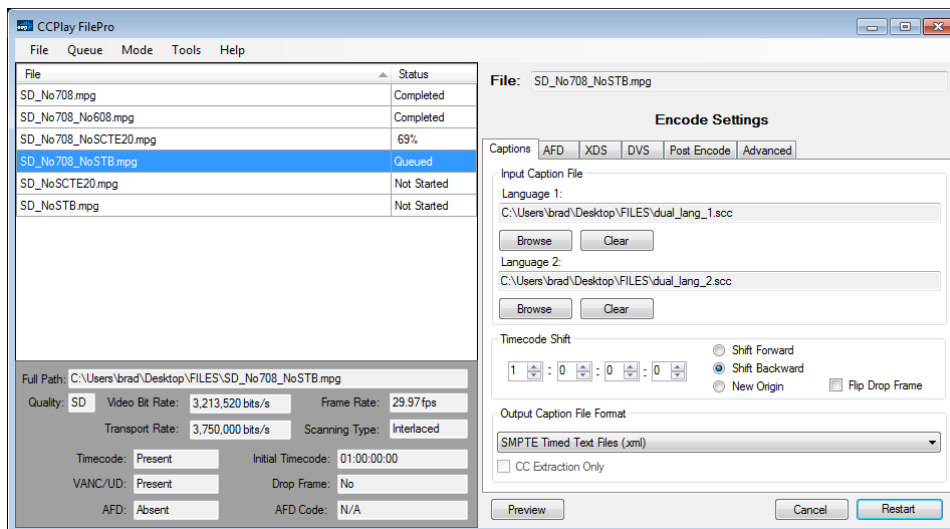 CCPlay FilePro
File Queue Mode Tools Help
File Status
SD_No708.mpg Completed
SD_No708_No608.mpg Completed
SD_No708_NoSCTE20.mpg 69%
SD_No708_NoSTB.mpg Queued
SD_NoSCTE20.mpg Not Started
SD_NoSTB.mpg Not Started
Full Path: C:\Users\brad\Desktop\FILES\SD_No708_NoSTB.mpg
Quality: SD Video Bit Rate: 3,213,520 bits/s Frame Rate: 29.97 fps
Transport Rate: 3,750,000 bits/s Scanning Type: Interlaced
Timecode: Present Initial Timecode: 01:00:00:00
VANC/UD: Present Drop Frame: No
AFD: Absent AFD Code: N/A
File: SD_No708_NoSTB.mpg
Encode Settings
Captions AFD XDS DVS Post Encode Advanced
Input Caption File
Language 1:
C:\Users\brad\Desktop\FILES\dual_lang_1.scc
Browse Clear
Language 2:
C:\Users\brad\Desktop\FILES\dual_lang_2.scc
Browse Clear
Timecode Shift
1 : 0 : 0 : 0
Shift Forward
Shift Backward
New Origin Flip Drop Frame
Output Caption File Format
SMPTE Timed Text Files (.xml)
CC Extraction Only
Preview Cancel Restart